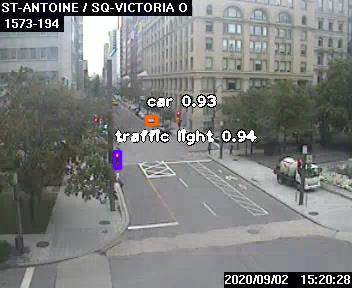 ST-ANTOINE / SQ-VICTORIA O
1573-194
car 0.93
traffic light 0.94
2020/09/02 15:20:28